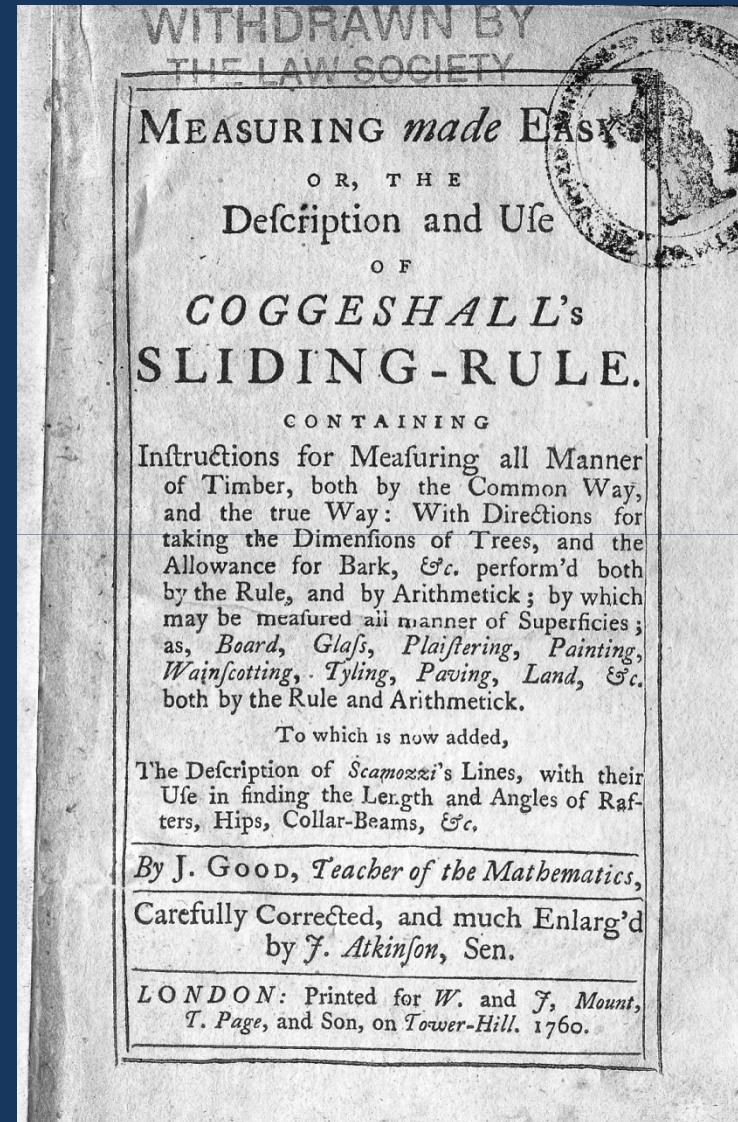 WITHDRAWN BY
THE LAW SOCIETY
MEASURING made EASY
OR, THE
Deſcription and Uſe
OF
COGGESHALL's
SLIDING-RULE.
CONTAINING
Inſtructions for Meaſuring all Manner
of Timber, both by the Common Way,
and the true Way: With Directions for
taking the Dimenſions of Trees, and the
Allowance for Bark, &c. perform'd both
by the Rule, and by Arithmetick; by which
may be meaſured all manner of Superficies;
as, Board, Glaſs, Plaiſtering, Painting,
Wainſcotting, Tyling, Paving, Land, &c.
both by the Rule and Arithmetick.
To which is now added,
The Deſcription of Scamozzi's Lines, with their
Uſe in finding the Length and Angles of Raf-
ters, Hips, Collar-Beams, &c.
By J. GOOD, Teacher of the Mathematics,
Carefully Corrected, and much Enlarg'd
by J. Atkinſon, Sen.
LONDON: Printed for W. and J, Mount,
T. Page, and Son, on Tower-Hill. 1760.